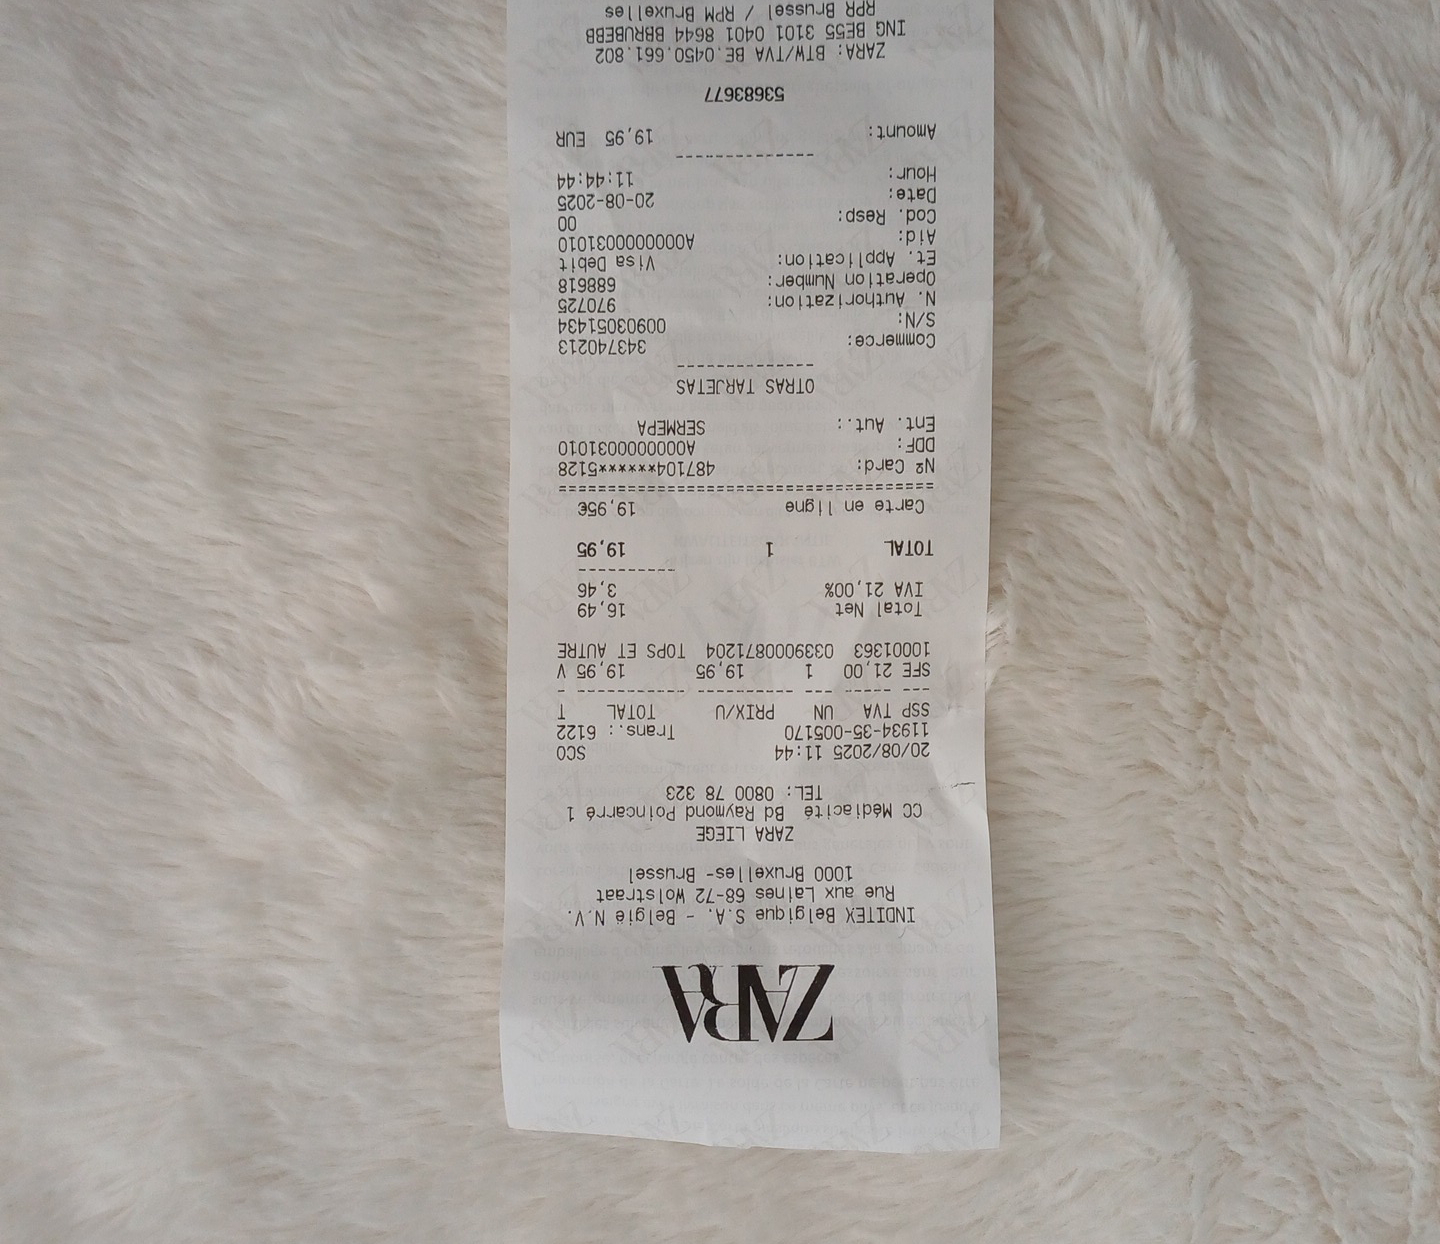 ZARA
INDITEX Belgique S.A. - België N.V.
Rue aux Laines 68-72 Wolstraat
1000 Bruxelles- Brussel
ZARA LIEGE
CC Médiacité Bd Raymond Poincarré 1
TEL: 0800 78 323
20/08/2025 11:44 SCO
11934-35-005170 Trans.: 6122
SSP TVA UN PRIX/U TOTAL T
--- ----- --- ---------- ------------ -
SFE 21,00 1 19,95 19,95 V
10001363 03390000871204 TOPS ET AUTRE
Total Net 16,49
IVA 21,00% 3,46
----------
TOTAL 1 19,95
Carte en ligne 19,95€
======================================
Nº Card: 487104*******5128
DDF: A0000000031010
Ent. Aut.: SERMEPA
OTRAS TARJETAS
--------------
Commerce: 343740213
S/N: 00903051434
N. Authorization: 970725
Operation Number: 688618
Et. Application: Visa Debit
Aid: A0000000031010
Cod. Resp: 00
Date: 20-08-2025
Hour: 11:44:44
--------------
Amount: 19,95 EUR
53683677
ZARA: BTW/TVA BE.0450.661.802
ING BE55 3101 0401 8644 BBRUBEBB
RPR Brussel / RPM Bruxelles